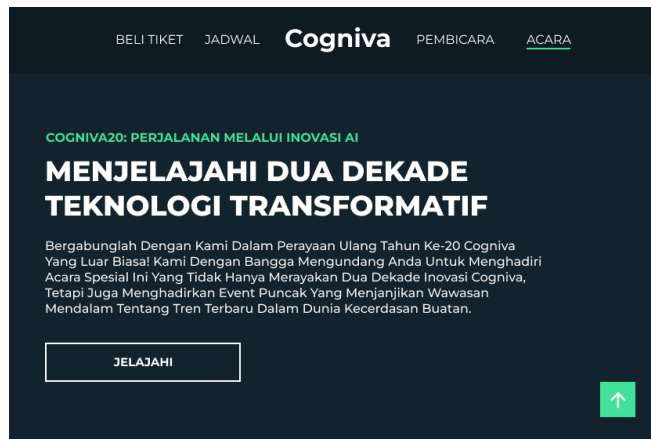 BELI TIKET JADWAL Cogniva PEMBICARA ACARA
COGNIVA20: PERJALANAN MELALUI INOVASI AI
MENJELAJAHI DUA DEKADE
TEKNOLOGI TRANSFORMATIF
Bergabunglah Dengan Kami Dalam Perayaan Ulang Tahun Ke-20 Cogniva
Yang Luar Biasa! Kami Dengan Bangga Mengundang Anda Untuk Menghadiri
Acara Spesial Ini Yang Tidak Hanya Merayakan Dua Dekade Inovasi Cogniva,
Tetapi Juga Menghadirkan Event Puncak Yang Menjanjikan Wawasan
Mendalam Tentang Tren Terbaru Dalam Dunia Kecerdasan Buatan.
JELAJAHI